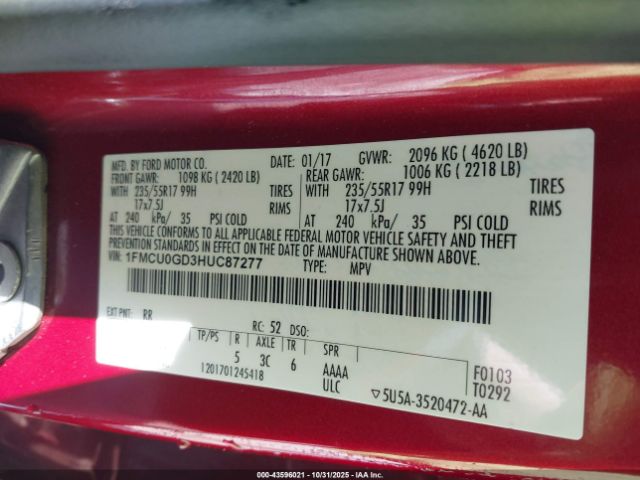 MFD. BY FORD MOTOR CO. 01/17 GVWR: 2096 KG ( 4620 LB)
FRONT GAWR: 1098 KG ( 2420 LB) REAR GAWR: 1006 KG ( 2218 LB)
WITH 235/55R17 99H TIRES WITH 235/55R17 99H TIRES
17x7.5J RIMS 17x7.5J RIMS
AT 240 kPa/ 35 PSI COLD AT 240 kPa/ 35 PSI COLD
THIS VEHICLE CONFORMS TO ALL APPLICABLE FEDERAL MOTOR VEHICLE SAFETY AND THEFT
PREVENTION STANDARDS IN EFFECT ON THE DATE OF MANUFACTURE SHOWN ABOVE.
VIN: 1FMCU0GD3HUC87277 TYPE: MPV
EXT PNT: RR RC: 52 DSO:
TP/PS R AXLE TR SPR
5 3C 6 AAAA F0103
1201701245418 ULC T0292
▽5U5A-3520472-AA
000-43596021 - 10/31/2025 - IAAI.com